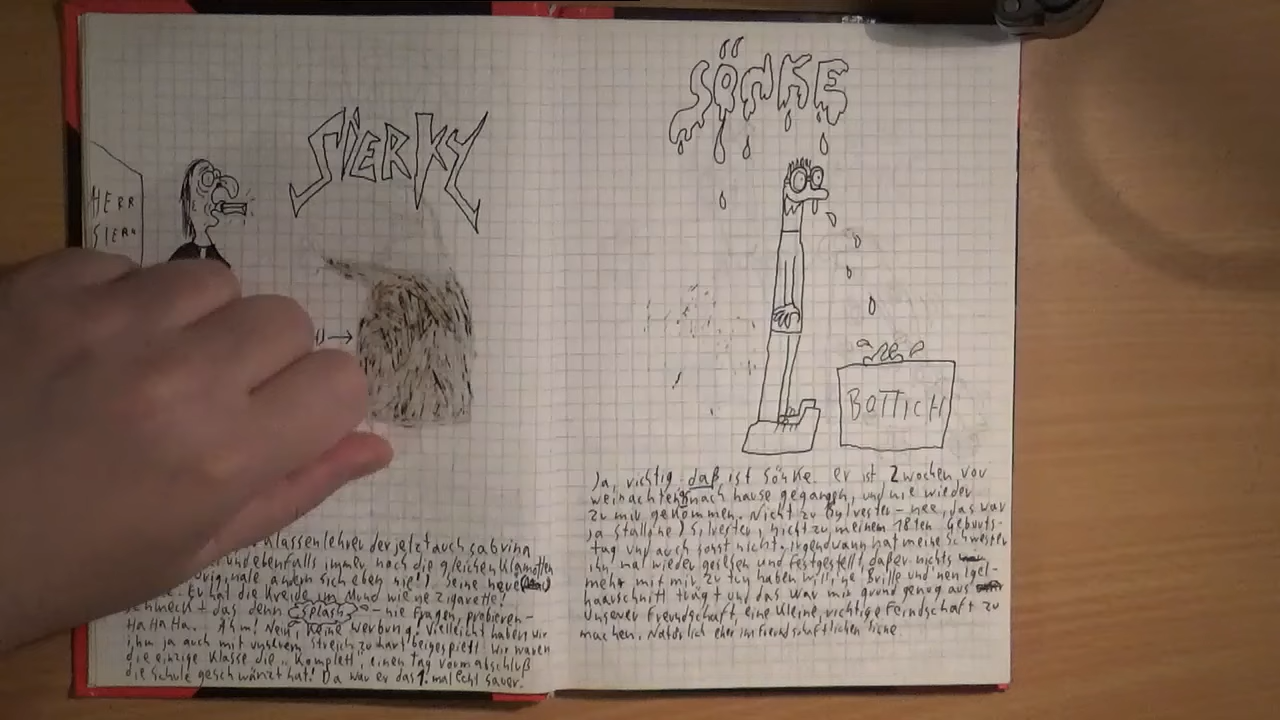 SIERKY
HERR
SIERK
klassenlehrer der jetzt auch sabrina
und ebenfalls immer noch die gleichen klamotten
originale ändern sich eben nie!). Seine neue
Er hat die Kreide im Mund wie ne Zigarette!
schmeckt das denn (Splash) - nie fragen, probieren -
HaHaHa. Ähm! Nein, keine werbung! Vielleicht haben wir
ihm ja auch mit unserem Streich zu hart beigespielt. Wir waren
die einzige Klasse die „Komplett" einen Tag vorm abschluß
die Schule geschwänzt hat! Da war er das 1. mal echt sauer.
SÖNKE
BOTTICH
Ja, richtig daß ist Sönke. er ist 2 wochen vor
weinachten nach hause gegangen, und nie wieder
zu mir gekommen. Nicht zu Sylvester - nee, das war
ja Stallone) Silvester, nicht zu meinem 18ten Geburts-
tag und auch sonst nicht. irgendwann hat meine Schwester
ihn mal wieder gesehen und festgestellt, daß er nichts
mehr mit mir zu tun haben will, ne Brille und nen Igel-
haarschnitt trägt und das war mir grund genug aus
unserer Freundschaft, eine kleine, richtige Feindschaft zu
machen. Natürlich eher im freundschaftlichen sinne.